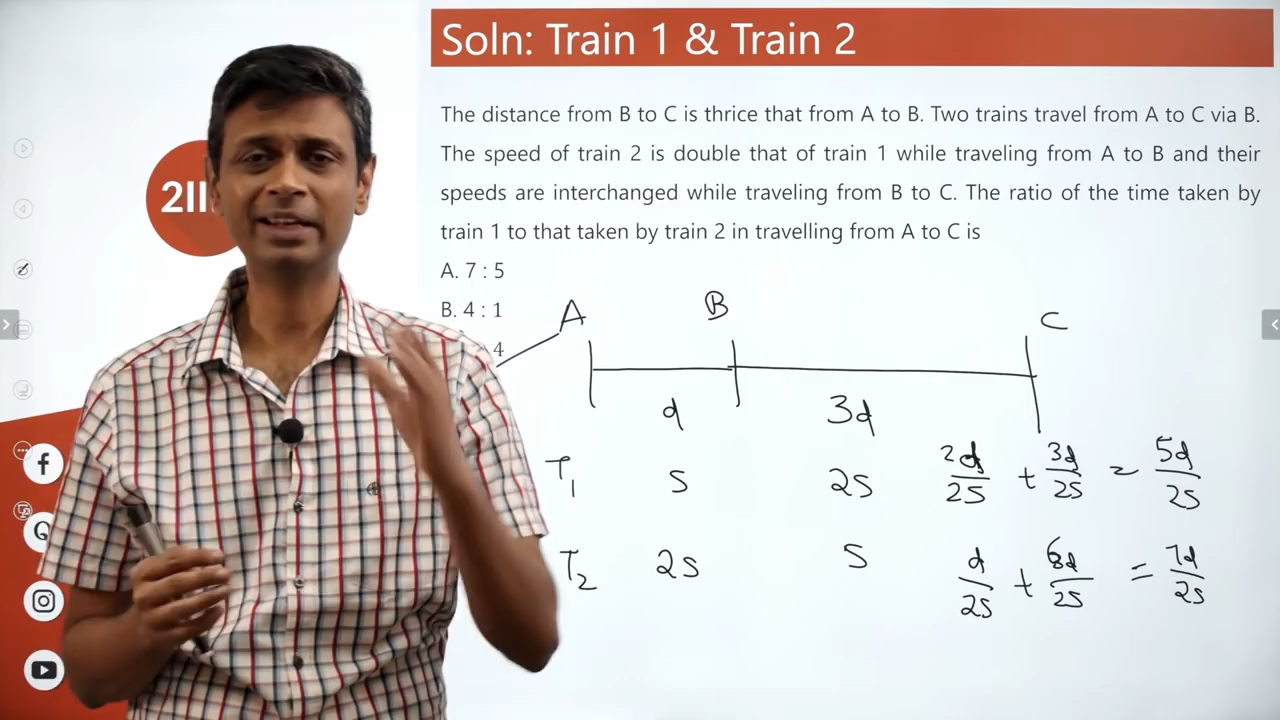 Soln: Train 1 & Train 2
The distance from B to C is thrice that from A to B. Two trains travel from A to C via B.
The speed of train 2 is double that of train 1 while traveling from A to B and their
speeds are interchanged while traveling from B to C. The ratio of the time taken by
train 1 to that taken by train 2 in travelling from A to C is
2II
A. 7 : 5
B. 4 : 1
4
A B C
d 3d
T1 S 2S 2d/2S + 3d/2S = 5d/2S
T2 2S S d/2S + 6d/2S = 7d/2S